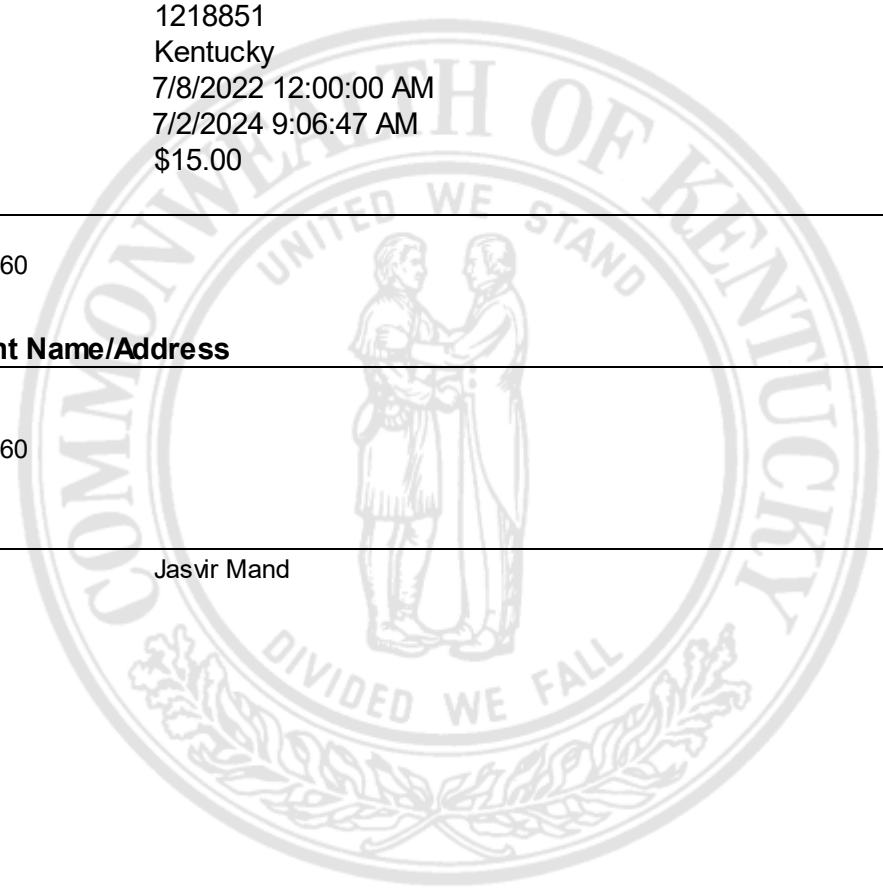 1218851
Kentucky
7/8/2022 12:00:00 AM
7/2/2024 9:06:47 AM
$15.00
60
nt Name/Address
60
Jasvir Mand
COMMONWEALTH OF KENTUCKY
UNITED WE STAND
DIVIDED WE FALL